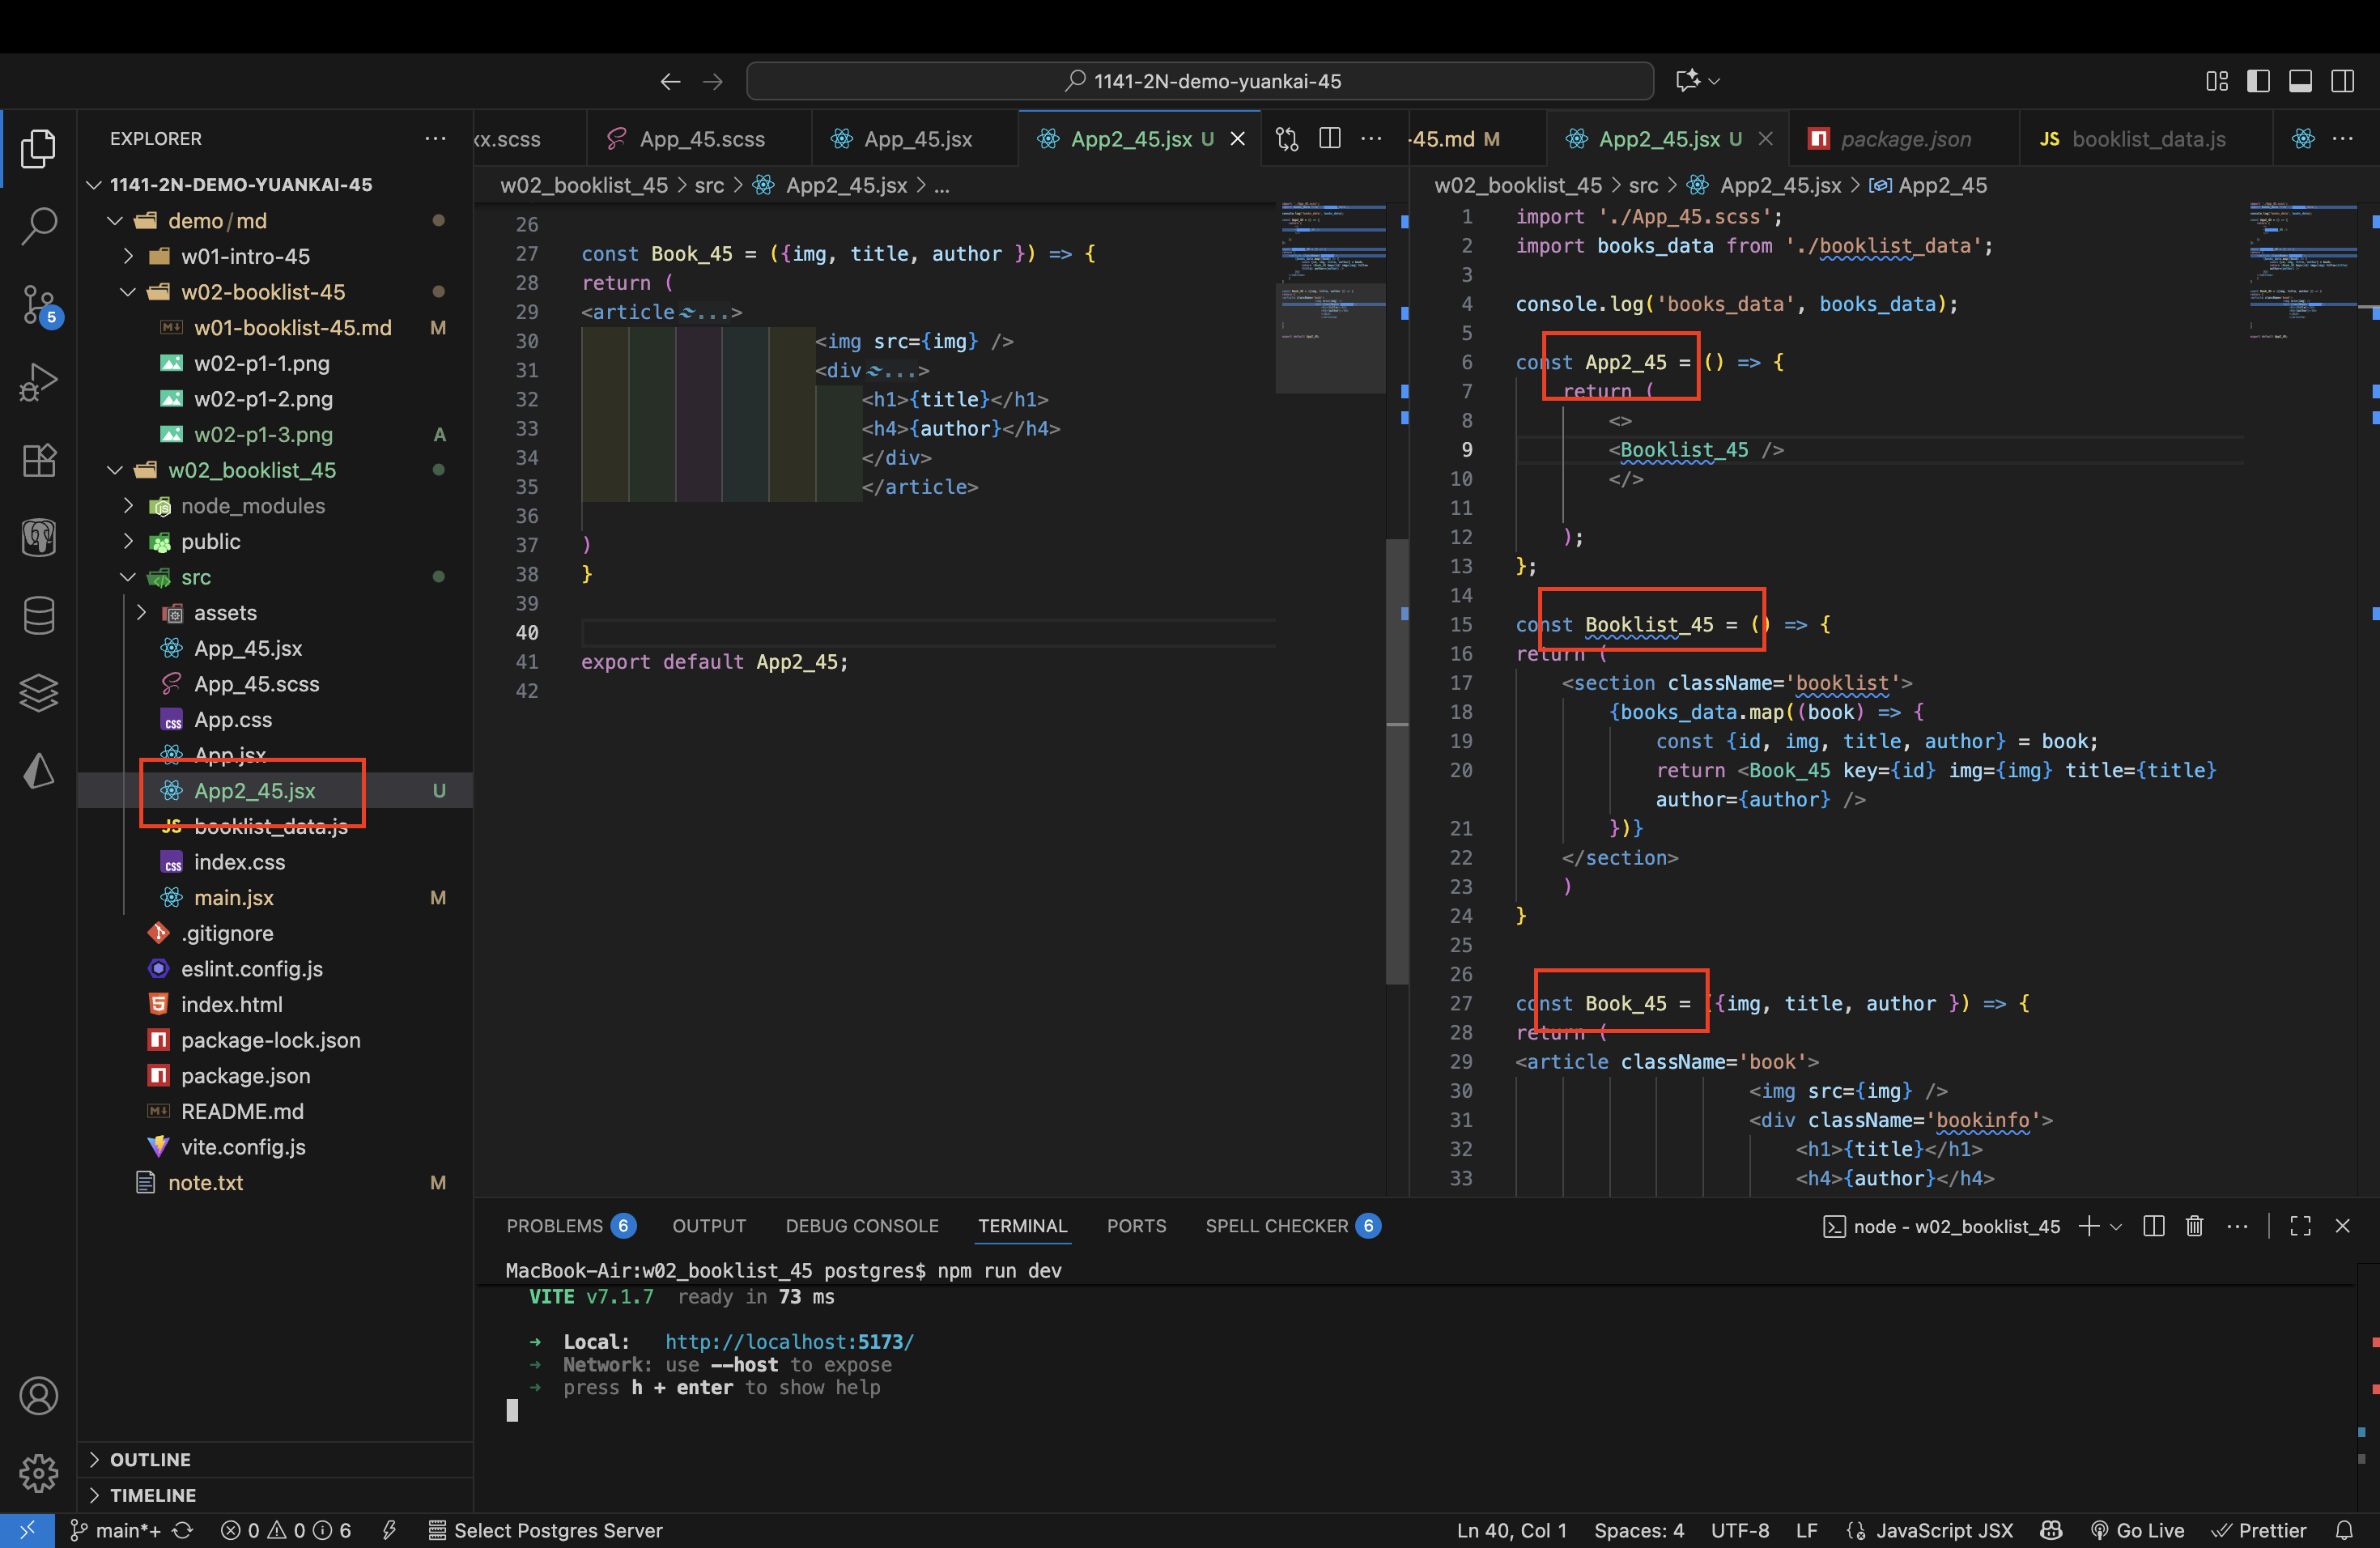 1141-2N-demo-yuankai-45
EXPLORER
1141-2N-DEMO-YUANKAI-45
demo/md
w01-intro-45
w02-booklist-45
w01-booklist-45.md M
w02-p1-1.png
w02-p1-2.png
w02-p1-3.png A
w02_booklist_45
node_modules
public
src
assets
App_45.jsx
App_45.scss
App.css
App.jsx
App2_45.jsx U
booklist_data.js
index.css
main.jsx M
.gitignore
eslint.config.js
index.html
package-lock.json
package.json
README.md
vite.config.js
note.txt M
OUTLINE
TIMELINE
5
xx.scss App_45.scss App_45.jsx App2_45.jsx U
w02_booklist_45 > src > App2_45.jsx > ...
26
27 const Book_45 = ({img, title, author }) => {
28 return (
29 <article ...>
30 <img src={img} />
31 <div ...>
32 <h1>{title}</h1>
33 <h4>{author}</h4>
34 </div>
35 </article>
36
37 )
38 }
39
40
41 export default App2_45;
42
-45.md M App2_45.jsx U package.json JS booklist_data.js
w02_booklist_45 > src > App2_45.jsx > App2_45
1 import './App_45.scss';
2 import books_data from './booklist_data';
3
4 console.log('books_data', books_data);
5
6 const App2_45 = () => {
7 return (
8 <>
9 <Booklist_45 />
10 </>
11
12 );
13 };
14
15 const Booklist_45 = () => {
16 return (
17 <section className='booklist'>
18 {books_data.map((book) => {
19 const {id, img, title, author} = book;
20 return <Book_45 key={id} img={img} title={title}
author={author} />
21 })}
22 </section>
23 )
24 }
25
26
27 const Book_45 = ({img, title, author }) => {
28 return (
29 <article className='book'>
30 <img src={img} />
31 <div className='bookinfo'>
32 <h1>{title}</h1>
33 <h4>{author}</h4>
PROBLEMS 6 OUTPUT DEBUG CONSOLE TERMINAL PORTS SPELL CHECKER 6
node - w02_booklist_45
MacBook-Air:w02_booklist_45 postgres$ npm run dev
VITE v7.1.7 ready in 73 ms
➜ Local: http://localhost:5173/
➜ Network: use --host to expose
➜ press h + enter to show help
main*+ 0 0 6 Select Postgres Server
Ln 40, Col 1 Spaces: 4 UTF-8 LF JavaScript JSX Go Live Prettier